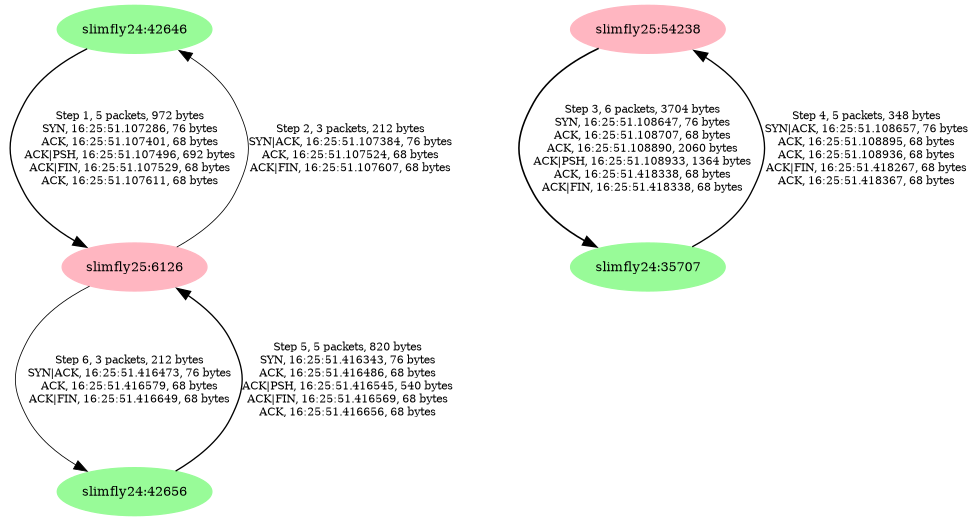 slimfly24:42646
Step 1, 5 packets, 972 bytes
SYN, 16:25:51.107286, 76 bytes
ACK, 16:25:51.107401, 68 bytes
ACK|PSH, 16:25:51.107496, 692 bytes
ACK|FIN, 16:25:51.107529, 68 bytes
ACK, 16:25:51.107611, 68 bytes
Step 2, 3 packets, 212 bytes
SYN|ACK, 16:25:51.107384, 76 bytes
ACK, 16:25:51.107524, 68 bytes
ACK|FIN, 16:25:51.107607, 68 bytes
slimfly25:6126
Step 6, 3 packets, 212 bytes
SYN|ACK, 16:25:51.416473, 76 bytes
ACK, 16:25:51.416579, 68 bytes
ACK|FIN, 16:25:51.416649, 68 bytes
Step 5, 5 packets, 820 bytes
SYN, 16:25:51.416343, 76 bytes
ACK, 16:25:51.416486, 68 bytes
ACK|PSH, 16:25:51.416545, 540 bytes
ACK|FIN, 16:25:51.416569, 68 bytes
ACK, 16:25:51.416656, 68 bytes
slimfly24:42656
slimfly25:54238
Step 3, 6 packets, 3704 bytes
SYN, 16:25:51.108647, 76 bytes
ACK, 16:25:51.108707, 68 bytes
ACK, 16:25:51.108890, 2060 bytes
ACK|PSH, 16:25:51.108933, 1364 bytes
ACK, 16:25:51.418338, 68 bytes
ACK|FIN, 16:25:51.418338, 68 bytes
Step 4, 5 packets, 348 bytes
SYN|ACK, 16:25:51.108657, 76 bytes
ACK, 16:25:51.108895, 68 bytes
ACK, 16:25:51.108936, 68 bytes
ACK|FIN, 16:25:51.418267, 68 bytes
ACK, 16:25:51.418367, 68 bytes
slimfly24:35707